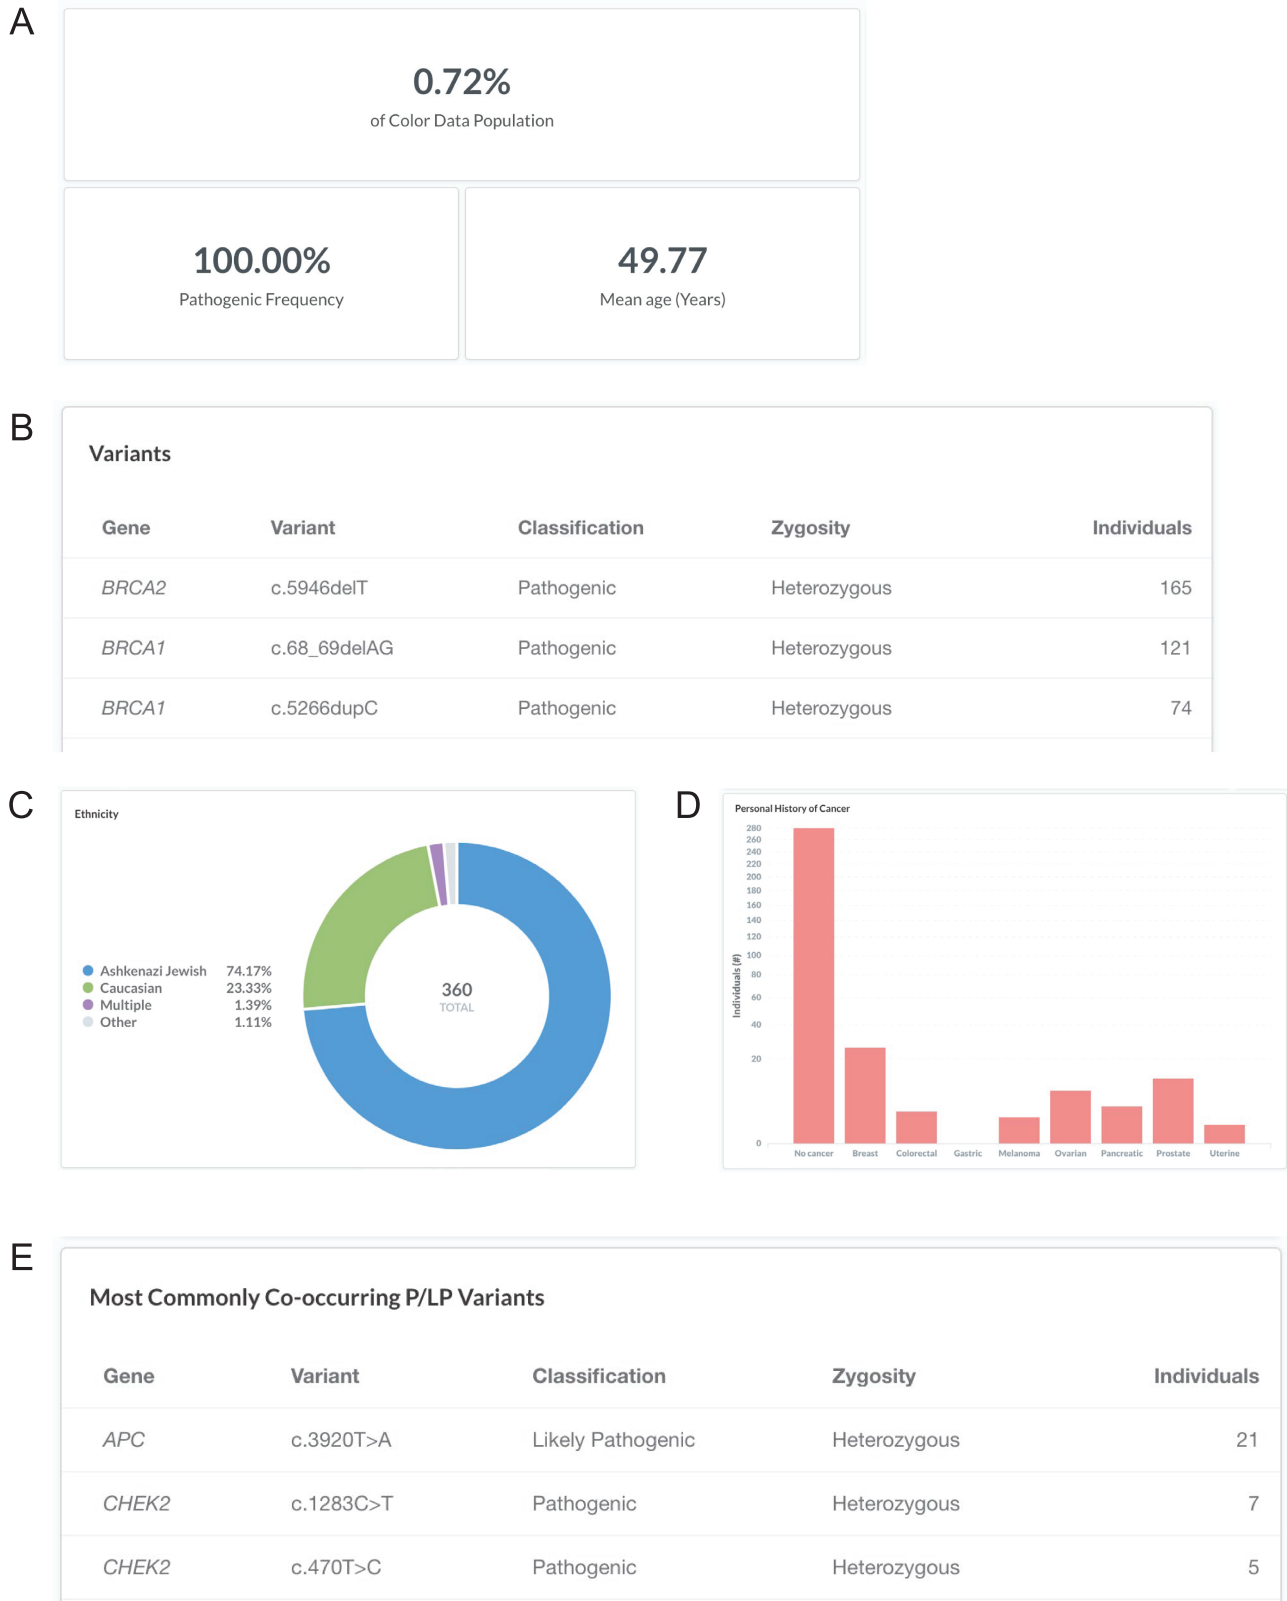 A
0.72%
of Color Data Population
100.00%
Pathogenic Frequency
49.77
Mean age (Years)
B
Variants
Gene Variant Classification Zygosity Individuals
BRCA2 c.5946delT Pathogenic Heterozygous 165
BRCA1 c.68_69delAG Pathogenic Heterozygous 121
BRCA1 c.5266dupC Pathogenic Heterozygous 74
C
Ethnicity
Ashkenazi Jewish 74.17%
Caucasian 23.33%
Multiple 1.39%
Other 1.11%
360
TOTAL
D
Personal History of Cancer
Individuals (#)
280
260
240
220
200
180
160
140
120
100
80
60
40
20
0
No cancer Breast Colorectal Gastric Melanoma Ovarian Pancreatic Prostate Uterine
E
Most Commonly Co-occurring P/LP Variants
Gene Variant Classification Zygosity Individuals
APC c.3920T>A Likely Pathogenic Heterozygous 21
CHEK2 c.1283C>T Pathogenic Heterozygous 7
CHEK2 c.470T>C Pathogenic Heterozygous 5